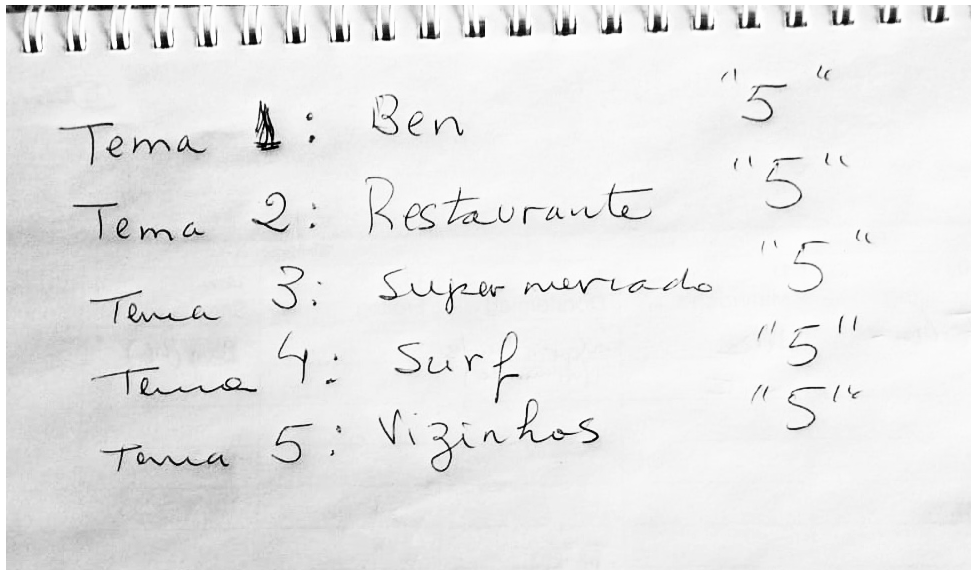 Tema 1: Ben "5"
Tema 2: Restaurante "5"
Tema 3: Supermercado "5"
Tema 4: Surf "5"
Tema 5: Vizinhos "5"